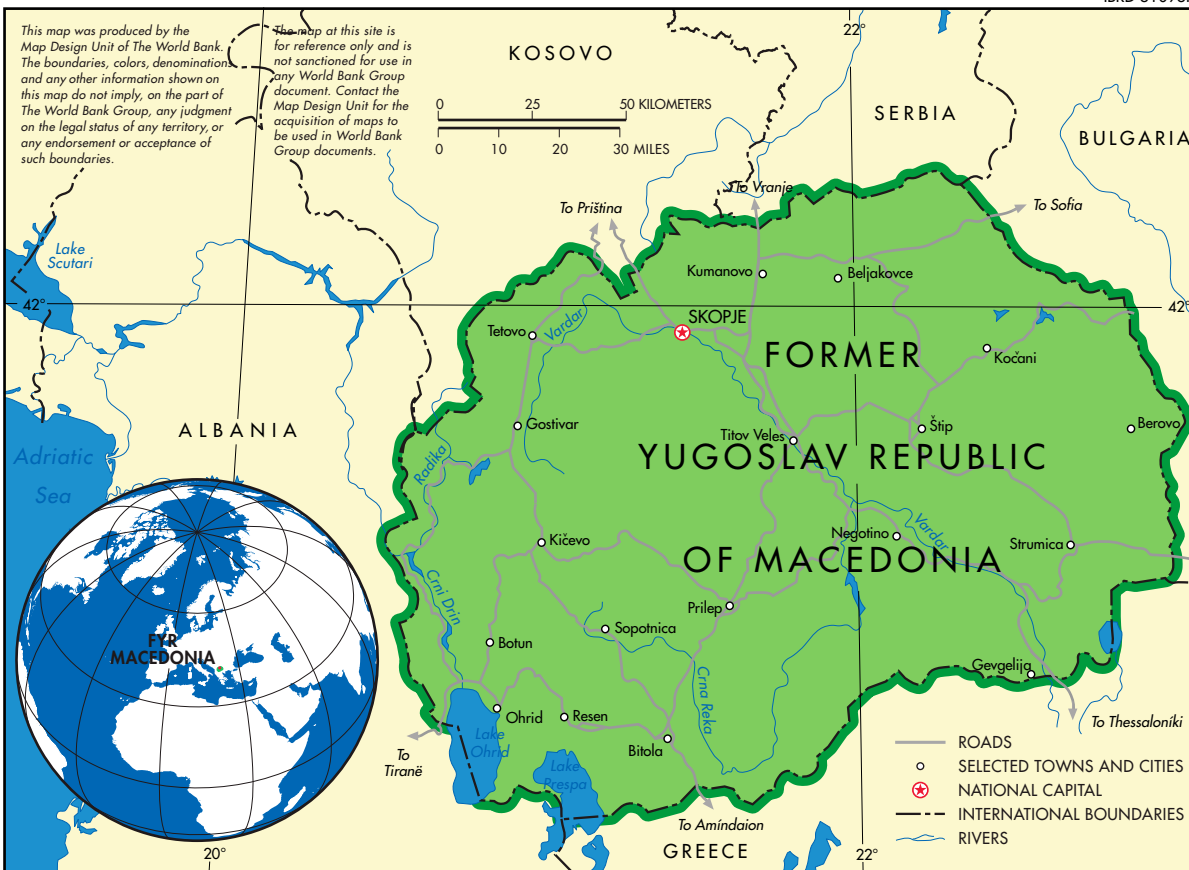 This map was produced by the
Map Design Unit of The World Bank.
The boundaries, colors, denominations
and any other information shown on
this map do not imply, on the part of
The World Bank Group, any judgment
on the legal status of any territory, or
any endorsement or acceptance of
such boundaries.
The map at this site is
for reference only and is
not sanctioned for use in
any World Bank Group
document. Contact the
Map Design Unit for the
acquisition of maps to
be used in World Bank
Group documents.
0 25 50 KILOMETERS
0 10 20 30 MILES
22°
KOSOVO
SERBIA
BULGARIA
To Vranje
To Priština
To Sofia
Lake
Scutari
42°
42°
Kumanovo
Beljakovce
SKOPJE
Vardar
Tetovo
FORMER
Kočani
ALBANIA
Gostivar
Titov Veles
Štip
Berovo
Adriatic
Sea
Radika
YUGOSLAV REPUBLIC
Vardar
Negotino
Kičevo
Strumica
OF MACEDONIA
Crni Drin
Prilep
Sopotnica
Botun
FYR
MACEDONIA
Crna
Reka
Gevgelija
Ohrid
Resen
Lake
Ohrid
Bitola
To Thessaloníki
To
Tiranë
Lake
Prespa
To Amíndaion
GREECE
20°
22°
ROADS
SELECTED TOWNS AND CITIES
NATIONAL CAPITAL
INTERNATIONAL BOUNDARIES
RIVERS